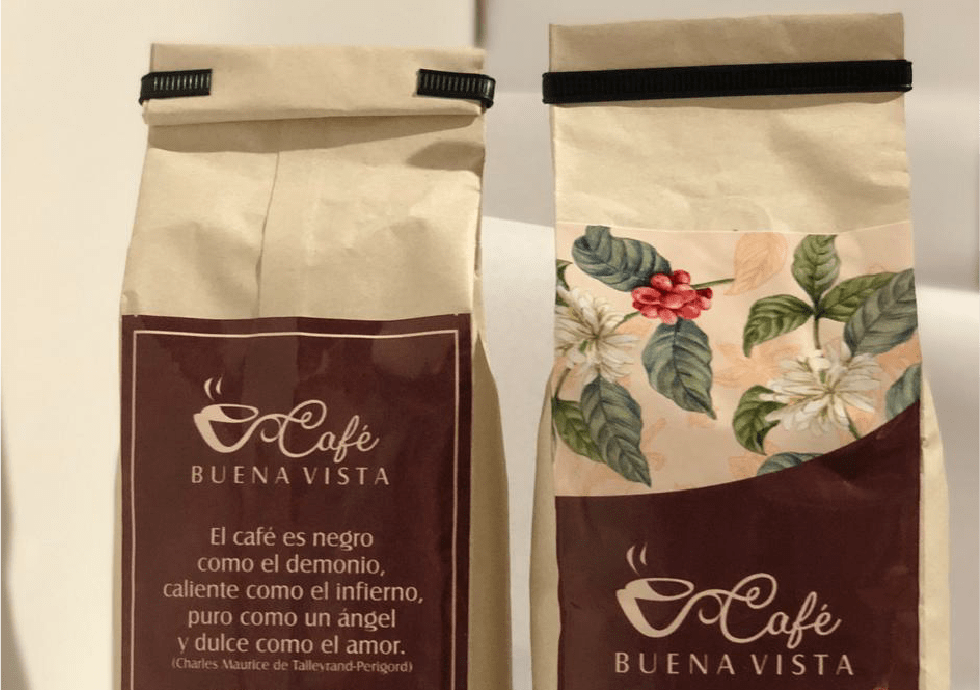 Café
BUENA VISTA
El café es negro
como el demonio,
caliente como el infierno,
puro como un ángel
y dulce como el amor.
(Charles Maurice de Talleyrand-Perigord)
Café
BUENA VISTA